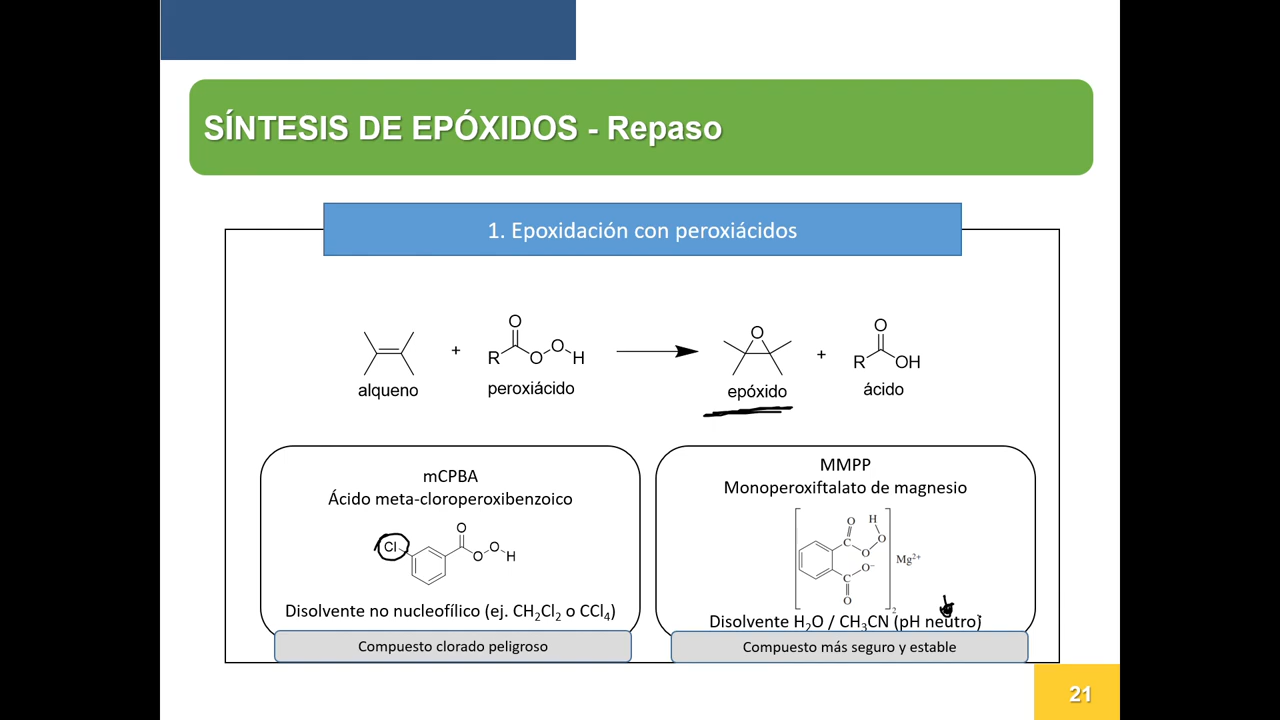 SÍNTESIS DE EPÓXIDOS - Repaso
1. Epoxidación con peroxiácidos
alqueno
+
R O O O H
peroxiácido
O
epóxido
+
R O OH
ácido
mCPBA
Ácido meta-cloroperoxibenzoico
Cl O O O H
Disolvente no nucleofílico (ej. CH₂Cl₂ o CCl₄)
Compuesto clorado peligroso
MMPP
Monoperoxiftalato de magnesio
O H
C O O
C O⁻
O
2
Mg²⁺
Disolvente H₂O / CH₃CN (pH neutro)
Compuesto más seguro y estable
21